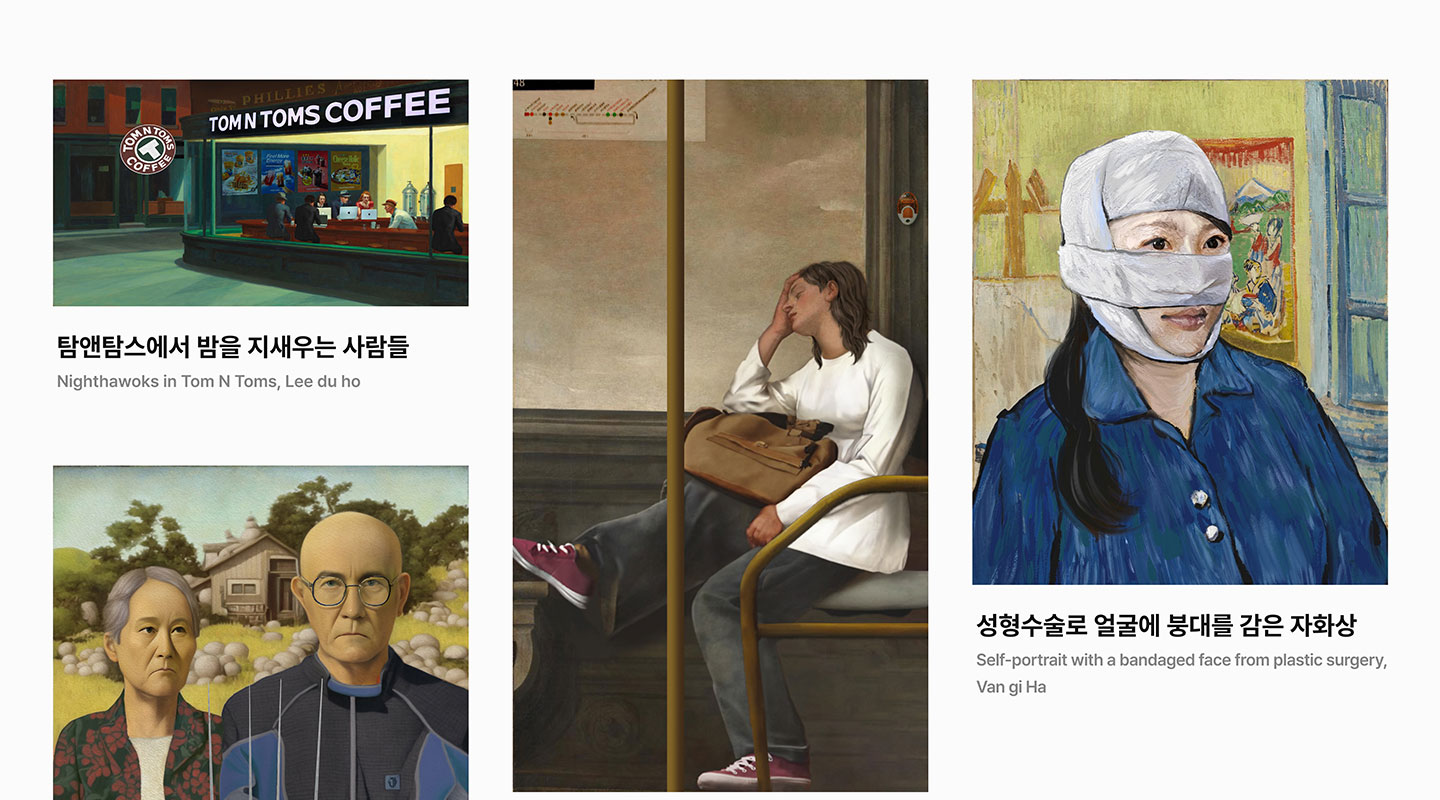 PHILLIES
TOM N TOMS COFFEE
TOM N TOMS
COFFEE
탐앤탐스에서 밤을 지새우는 사람들
Nighthawoks in Tom N Toms, Lee du ho
48
성형수술로 얼굴에 붕대를 감은 자화상
Self-portrait with a bandaged face from plastic surgery,
Van gi Ha